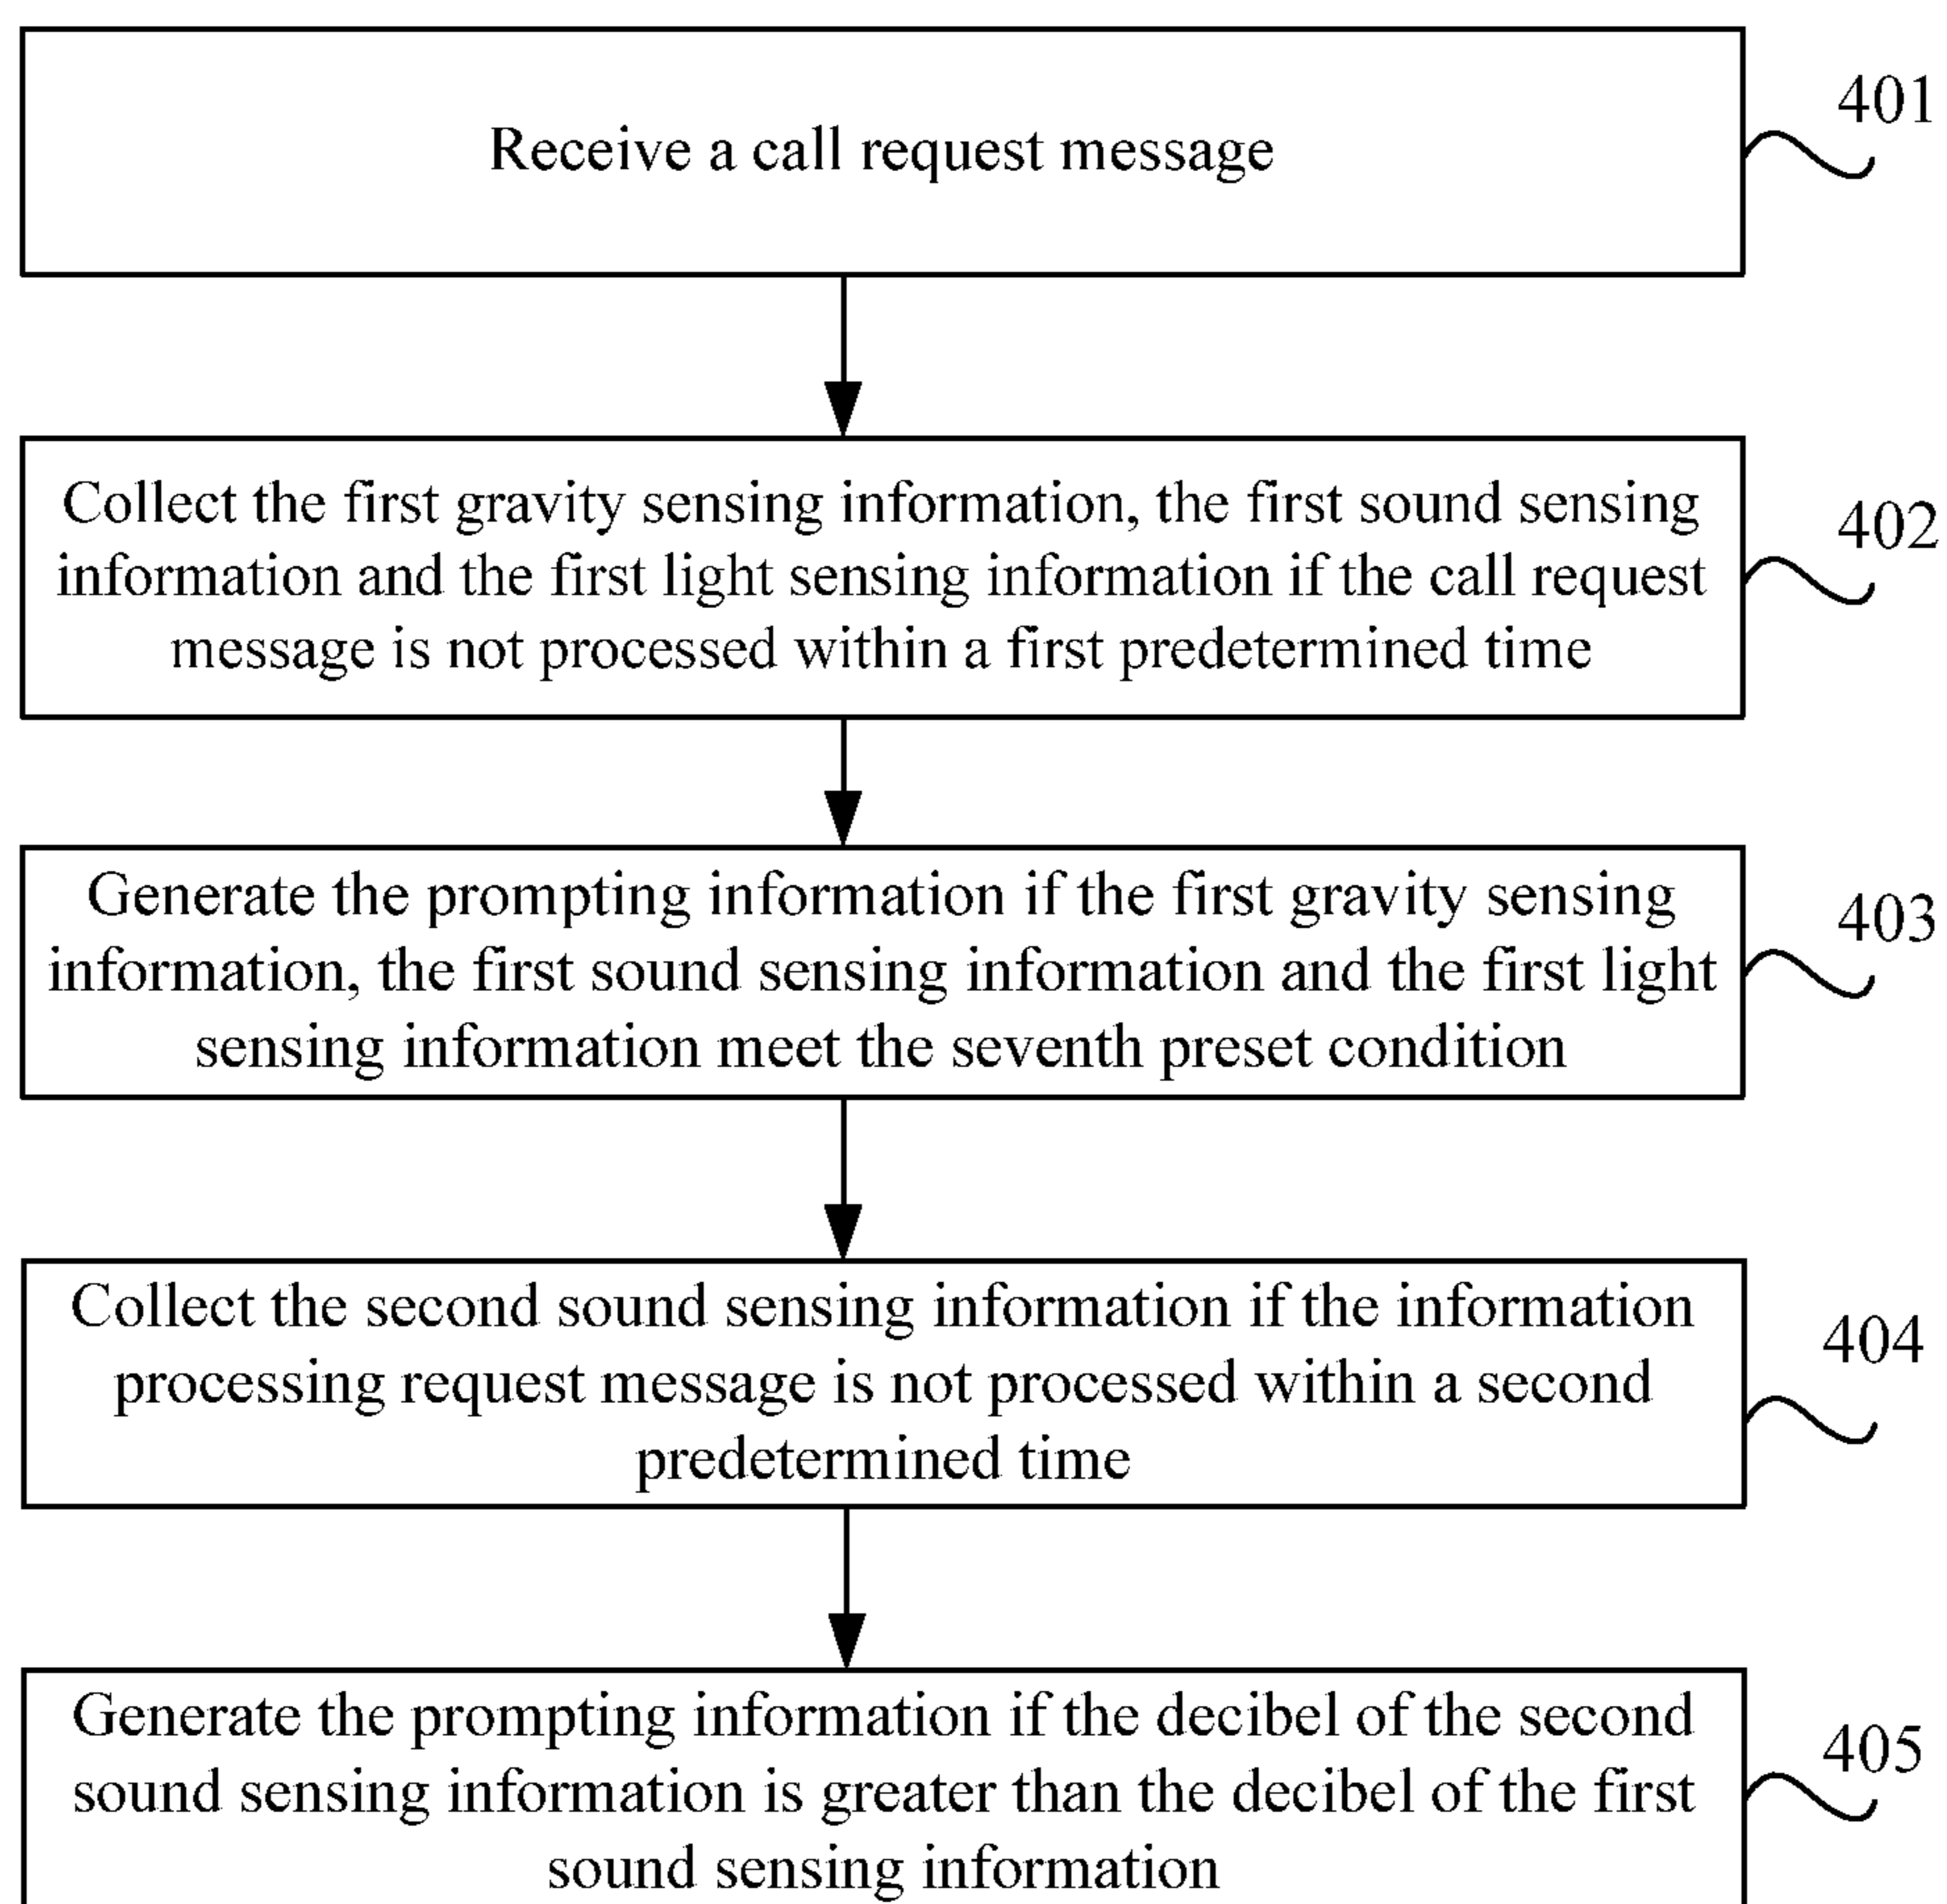 Receive a call request message
401
Collect the first gravity sensing information, the first sound sensing
information and the first light sensing information if the call request
message is not processed within a first predetermined time
402
Generate the prompting information if the first gravity sensing
information, the first sound sensing information and the first light
sensing information meet the seventh preset condition
403
Collect the second sound sensing information if the information
processing request message is not processed within a second
predetermined time
404
Generate the prompting information if the decibel of the second
sound sensing information is greater than the decibel of the first
sound sensing information
405